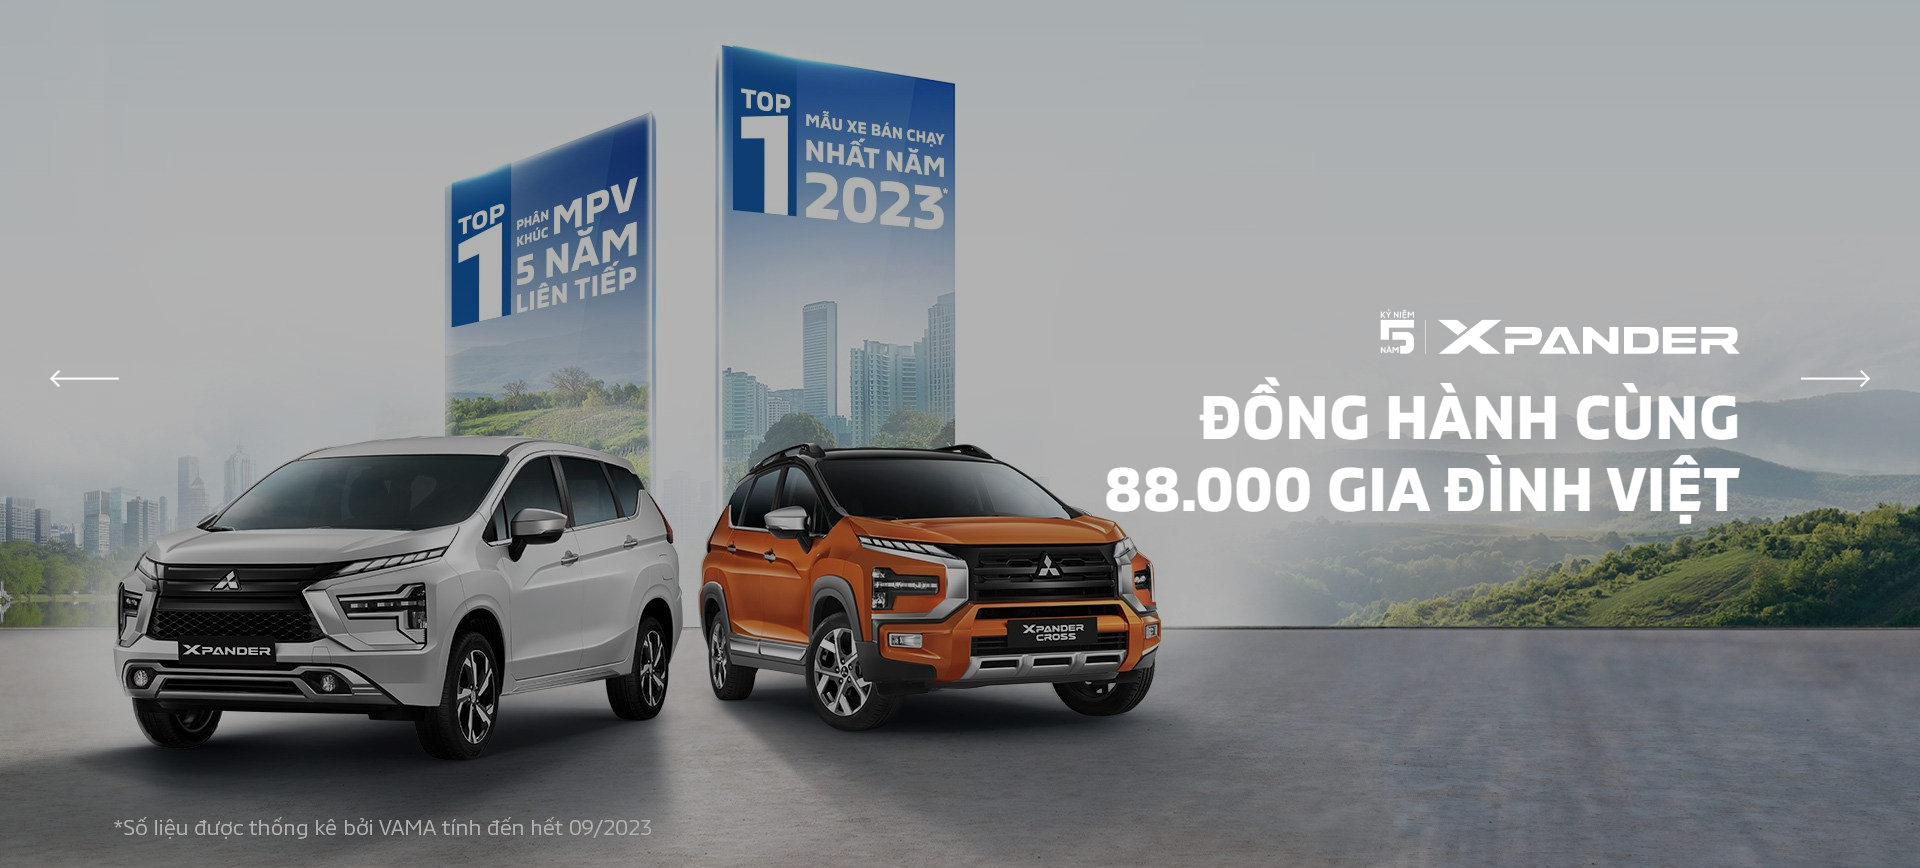 TOP
1
PHÂN
KHÚC MPV
5 NĂM
LIÊN TIẾP
TOP
1
MẪU XE BÁN CHẠY
NHẤT NĂM
2023*
KỶ NIỆM
5
NĂM
XPANDER
ĐỒNG HÀNH CÙNG
88.000 GIA ĐÌNH VIỆT
XPANDER
XPANDER
CROSS
*Số liệu được thống kê bởi VAMA tính đến hết 09/2023